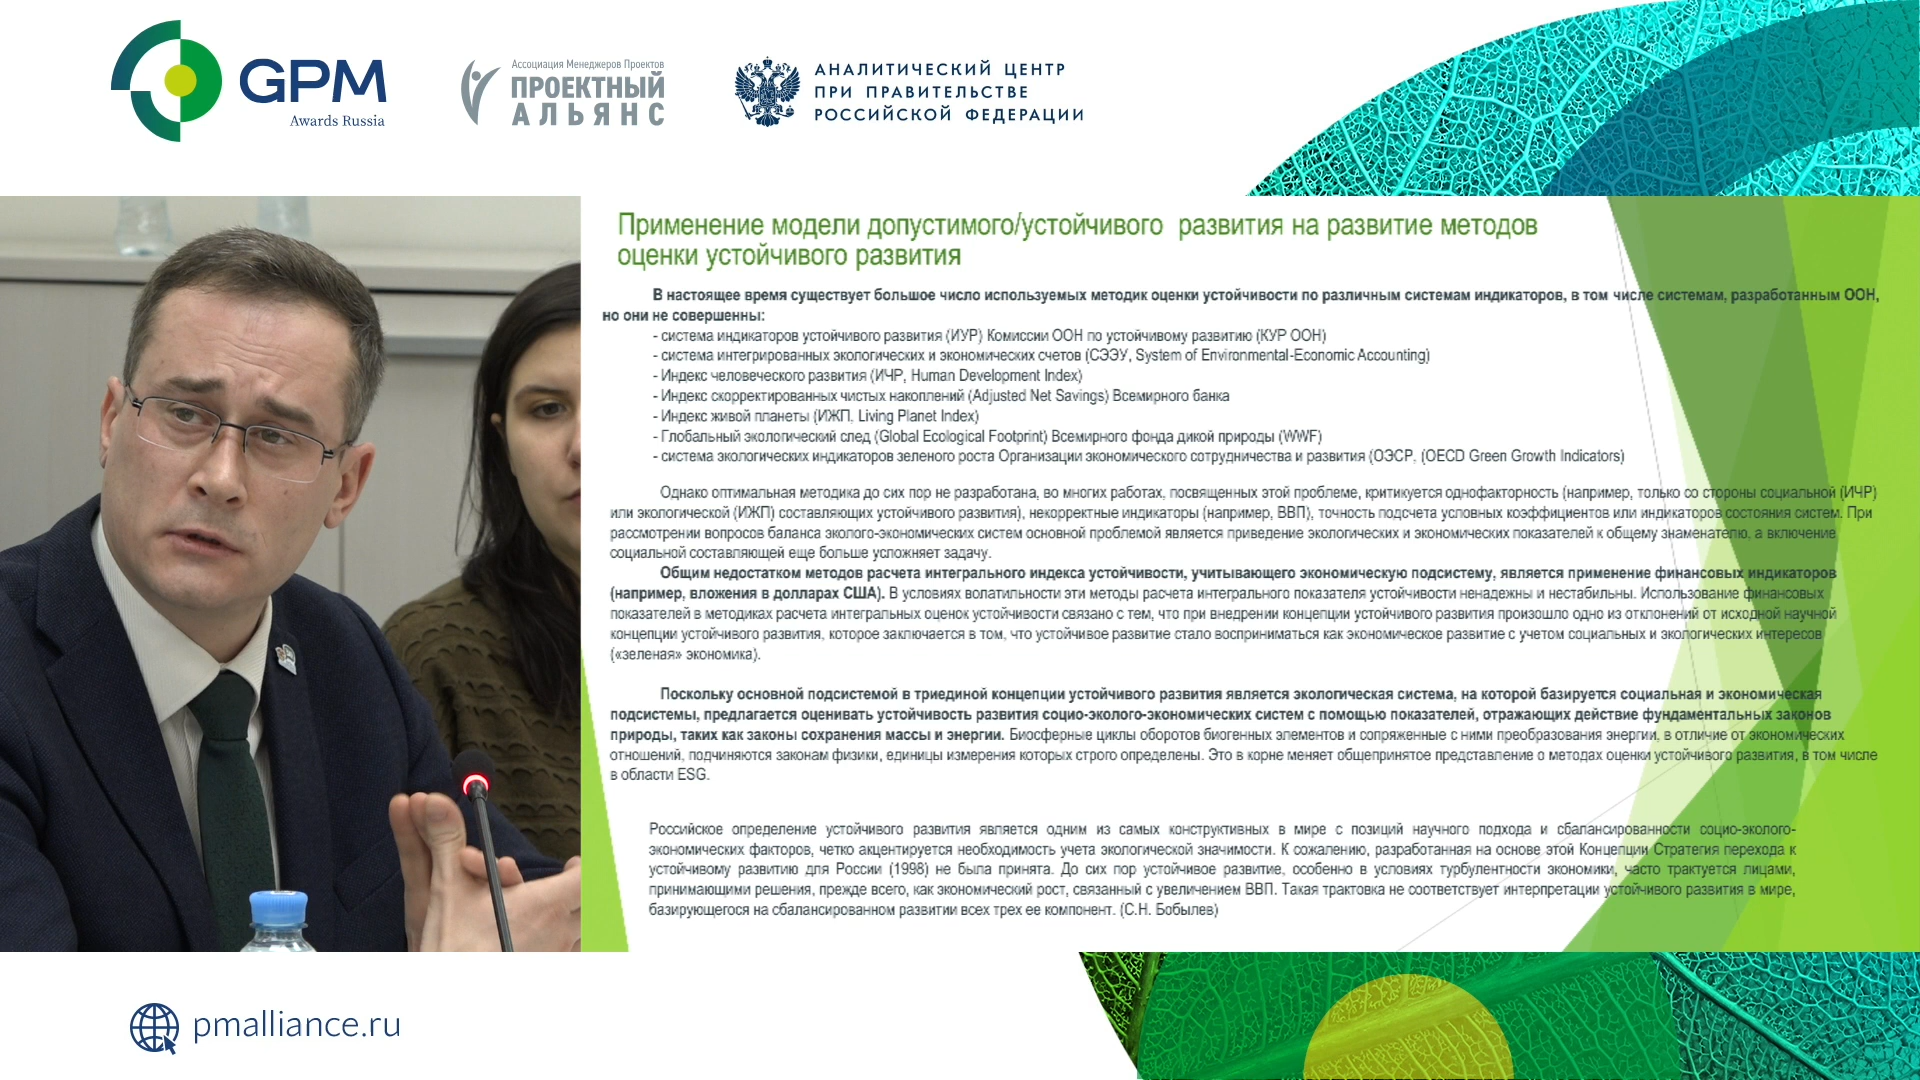 GPM
Awards Russia
Ассоциация Менеджеров Проектов
ПРОЕКТНЫЙ
АЛЬЯНС
АНАЛИТИЧЕСКИЙ ЦЕНТР
ПРИ ПРАВИТЕЛЬСТВЕ
РОССИЙСКОЙ ФЕДЕРАЦИИ
Применение модели допустимого/устойчивого развития на развитие методов
оценки устойчивого развития
В настоящее время существует большое число используемых методик оценки устойчивости по различным системам индикаторов, в том числе системам, разработанным ООН,
но они не совершенны:
- система индикаторов устойчивого развития (ИУР) Комиссии ООН по устойчивому развитию (КУР ООН)
- система интегрированных экологических и экономических счетов (СЭЭУ, System of Environmental-Economic Accounting)
- Индекс человеческого развития (ИЧР, Human Development Index)
- Индекс скорректированных чистых накоплений (Adjusted Net Savings) Всемирного банка
- Индекс живой планеты (ИЖП, Living Planet Index)
- Глобальный экологический след (Global Ecological Footprint) Всемирного фонда дикой природы (WWF)
- система экологических индикаторов зеленого роста Организации экономического сотрудничества и развития (ОЭСР, (OECD Green Growth Indicators)
Однако оптимальная методика до сих пор не разработана, во многих работах, посвященных этой проблеме, критикуется однофакторность (например, только со стороны социальной (ИЧР)
или экологической (ИЖП) составляющих устойчивого развития), некорректные индикаторы (например, ВВП), точность подсчета условных коэффициентов или индикаторов состояния систем. При
рассмотрении вопросов баланса эколого-экономических систем основной проблемой является приведение экологических и экономических показателей к общему знаменателю, а включение
социальной составляющей еще больше усложняет задачу.
Общим недостатком методов расчета интегрального индекса устойчивости, учитывающего экономическую подсистему, является применение финансовых индикаторов
(например, вложения в долларах США). В условиях волатильности эти методы расчета интегрального показателя устойчивости ненадежны и нестабильны. Использование финансовых
показателей в методиках расчета интегральных оценок устойчивости связано с тем, что при внедрении концепции устойчивого развития произошло одно из отклонений от исходной научной
концепции устойчивого развития, которое заключается в том, что устойчивое развитие стало восприниматься как экономическое развитие с учетом социальных и экологических интересов
(«зеленая» экономика).
Поскольку основной подсистемой в триединой концепции устойчивого развития является экологическая система, на которой базируется социальная и экономическая
подсистемы, предлагается оценивать устойчивость развития социо-эколого-экономических систем с помощью показателей, отражающих действие фундаментальных законов
природы, таких как законы сохранения массы и энергии. Биосферные циклы оборотов биогенных элементов и сопряженные с ними преобразования энергии, в отличие от экономических
отношений, подчиняются законам физики, единицы измерения которых строго определены. Это в корне меняет общепринятое представление о методах оценки устойчивого развития, в том числе
в области ESG.
Российское определение устойчивого развития является одним из самых конструктивных в мире с позиций научного подхода и сбалансированности социо-эколого-
экономических факторов, четко акцентируется необходимость учета экологической значимости. К сожалению, разработанная на основе этой Концепции Стратегия перехода к
устойчивому развитию для России (1998) не была принята. До сих пор устойчивое развитие, особенно в условиях турбулентности экономики, часто трактуется лицами,
принимающими решения, прежде всего, как экономический рост, связанный с увеличением ВВП. Такая трактовка не соответствует интерпретации устойчивого развития в мире,
базирующегося на сбалансированном развитии всех трех ее компонент. (С.Н. Бобылев)
pmalliance.ru